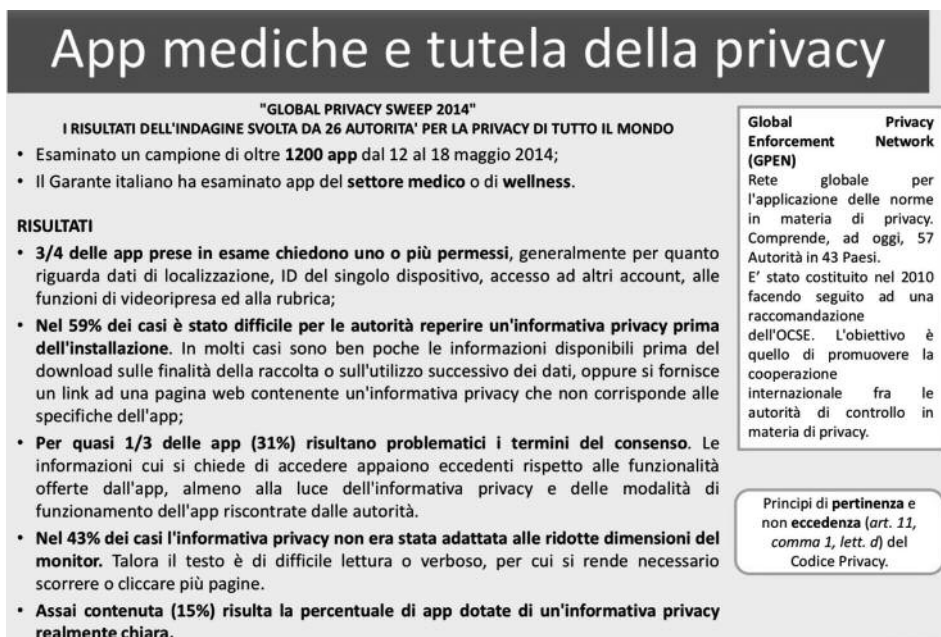 App mediche e tutela della privacy
"GLOBAL PRIVACY SWEEP 2014"
I RISULTATI DELL'INDAGINE SVOLTA DA 26 AUTORITA' PER LA PRIVACY DI TUTTO IL MONDO
• Esaminato un campione di oltre 1200 app dal 12 al 18 maggio 2014;
• Il Garante italiano ha esaminato app del settore medico o di wellness.
RISULTATI
• 3/4 delle app prese in esame chiedono uno o più permessi, generalmente per quanto
riguarda dati di localizzazione, ID del singolo dispositivo, accesso ad altri account, alle
funzioni di videoripresa ed alla rubrica;
• Nel 59% dei casi è stato difficile per le autorità reperire un'informativa privacy prima
dell'installazione. In molti casi sono ben poche le informazioni disponibili prima del
download sulle finalità della raccolta o sull'utilizzo successivo dei dati, oppure si fornisce
un link ad una pagina web contenente un'informativa privacy che non corrisponde alle
specifiche dell'app;
• Per quasi 1/3 delle app (31%) risultano problematici i termini del consenso. Le
informazioni cui si chiede di accedere appaiono eccedenti rispetto alle funzionalità
offerte dall'app, almeno alla luce dell'informativa privacy e delle modalità di
funzionamento dell'app riscontrate dalle autorità.
• Nel 43% dei casi l'informativa privacy non era stata adattata alle ridotte dimensioni del
monitor. Talora il testo è di difficile lettura o verboso, per cui si rende necessario
scorrere o cliccare più pagine.
• Assai contenuta (15%) risulta la percentuale di app dotate di un'informativa privacy
realmente chiara.
Global Privacy
Enforcement Network
(GPEN)
Rete globale per
l'applicazione delle norme
in materia di privacy.
Comprende, ad oggi, 57
Autorità in 43 Paesi.
E' stato costituito nel 2010
facendo seguito ad una
raccomandazione
dell'OCSE. L'obiettivo è
quello di promuovere la
cooperazione
internazionale fra le
autorità di controllo in
materia di privacy.
Principi di pertinenza e
non eccedenza (art. 11,
comma 1, lett. d) del
Codice Privacy.